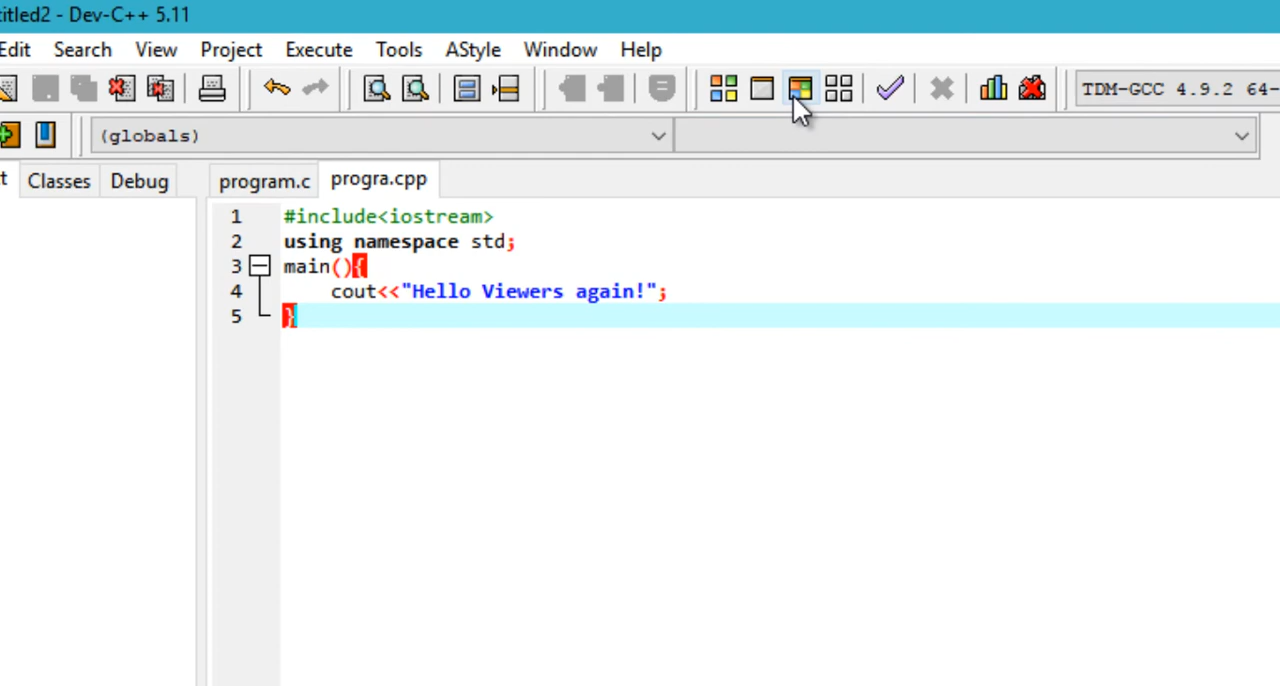 titled2 - Dev-C++ 5.11
Edit Search View Project Execute Tools AStyle Window Help
TDM-GCC 4.9.2 64-
(globals)
t Classes Debug program.c progra.cpp
1 #include<iostream>
2 using namespace std;
3 main(){
4 cout<<"Hello Viewers again!";
5 }